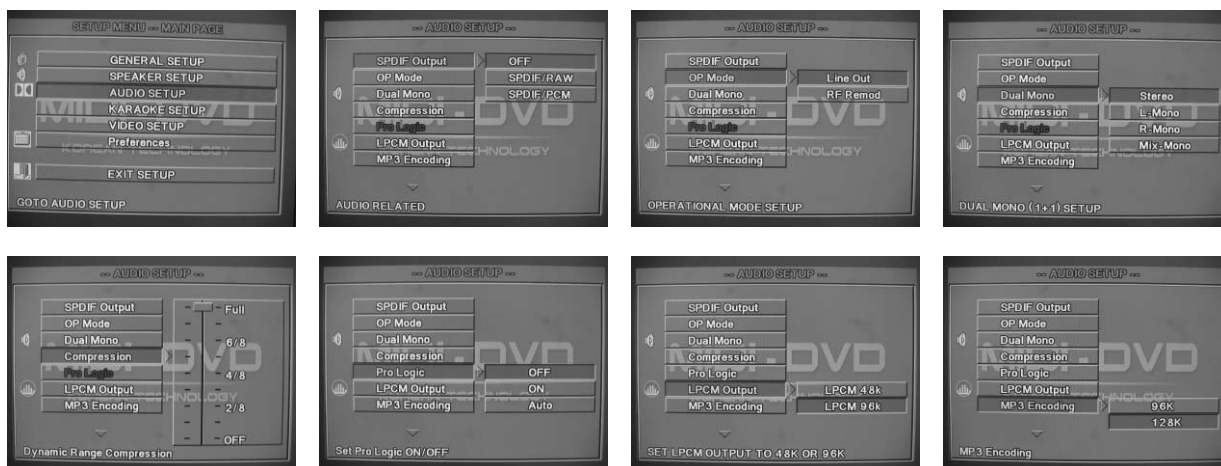 SETUP MENU -- MAIN PAGE
GENERAL SETUP
SPEAKER SETUP
AUDIO SETUP
KARAOKE SETUP
VIDEO SETUP
Preferences
MIDI-DVD
KOREAN TECHNOLOGY
EXIT SETUP
GOTO AUDIO SETUP
-- AUDIO SETUP --
SPDIF Output
OFF
OP Mode
SPDIF/RAW
Dual Mono
SPDIF/PCM
Compression
Pro Logic
LPCM Output
MP3 Encoding
AUDIO RELATED
-- AUDIO SETUP --
SPDIF Output
OP Mode
Line Out
Dual Mono
RF Remod
Compression
Pro Logic
LPCM Output
MP3 Encoding
OPERATIONAL MODE SETUP
-- AUDIO SETUP --
SPDIF Output
OP Mode
Dual Mono
Stereo
Compression
L-Mono
Pro Logic
R-Mono
LPCM Output
Mix-Mono
MP3 Encoding
DUAL MONO (1+1) SETUP
-- AUDIO SETUP --
SPDIF Output
Full
OP Mode
Dual Mono
6/8
Compression
Pro Logic
4/8
LPCM Output
MP3 Encoding
2/8
OFF
Dynamic Range Compression
-- AUDIO SETUP --
SPDIF Output
OP Mode
Dual Mono
Compression
Pro Logic
OFF
LPCM Output
ON
MP3 Encoding
Auto
Set Pro Logic ON/OFF
-- AUDIO SETUP --
SPDIF Output
OP Mode
Dual Mono
Compression
Pro Logic
LPCM Output
LPCM 48k
MP3 Encoding
LPCM 96k
SET LPCM OUTPUT TO 48K OR 96K
-- AUDIO SETUP --
SPDIF Output
OP Mode
Dual Mono
Compression
Pro Logic
LPCM Output
MP3 Encoding
96K
128K
MP3 Encoding